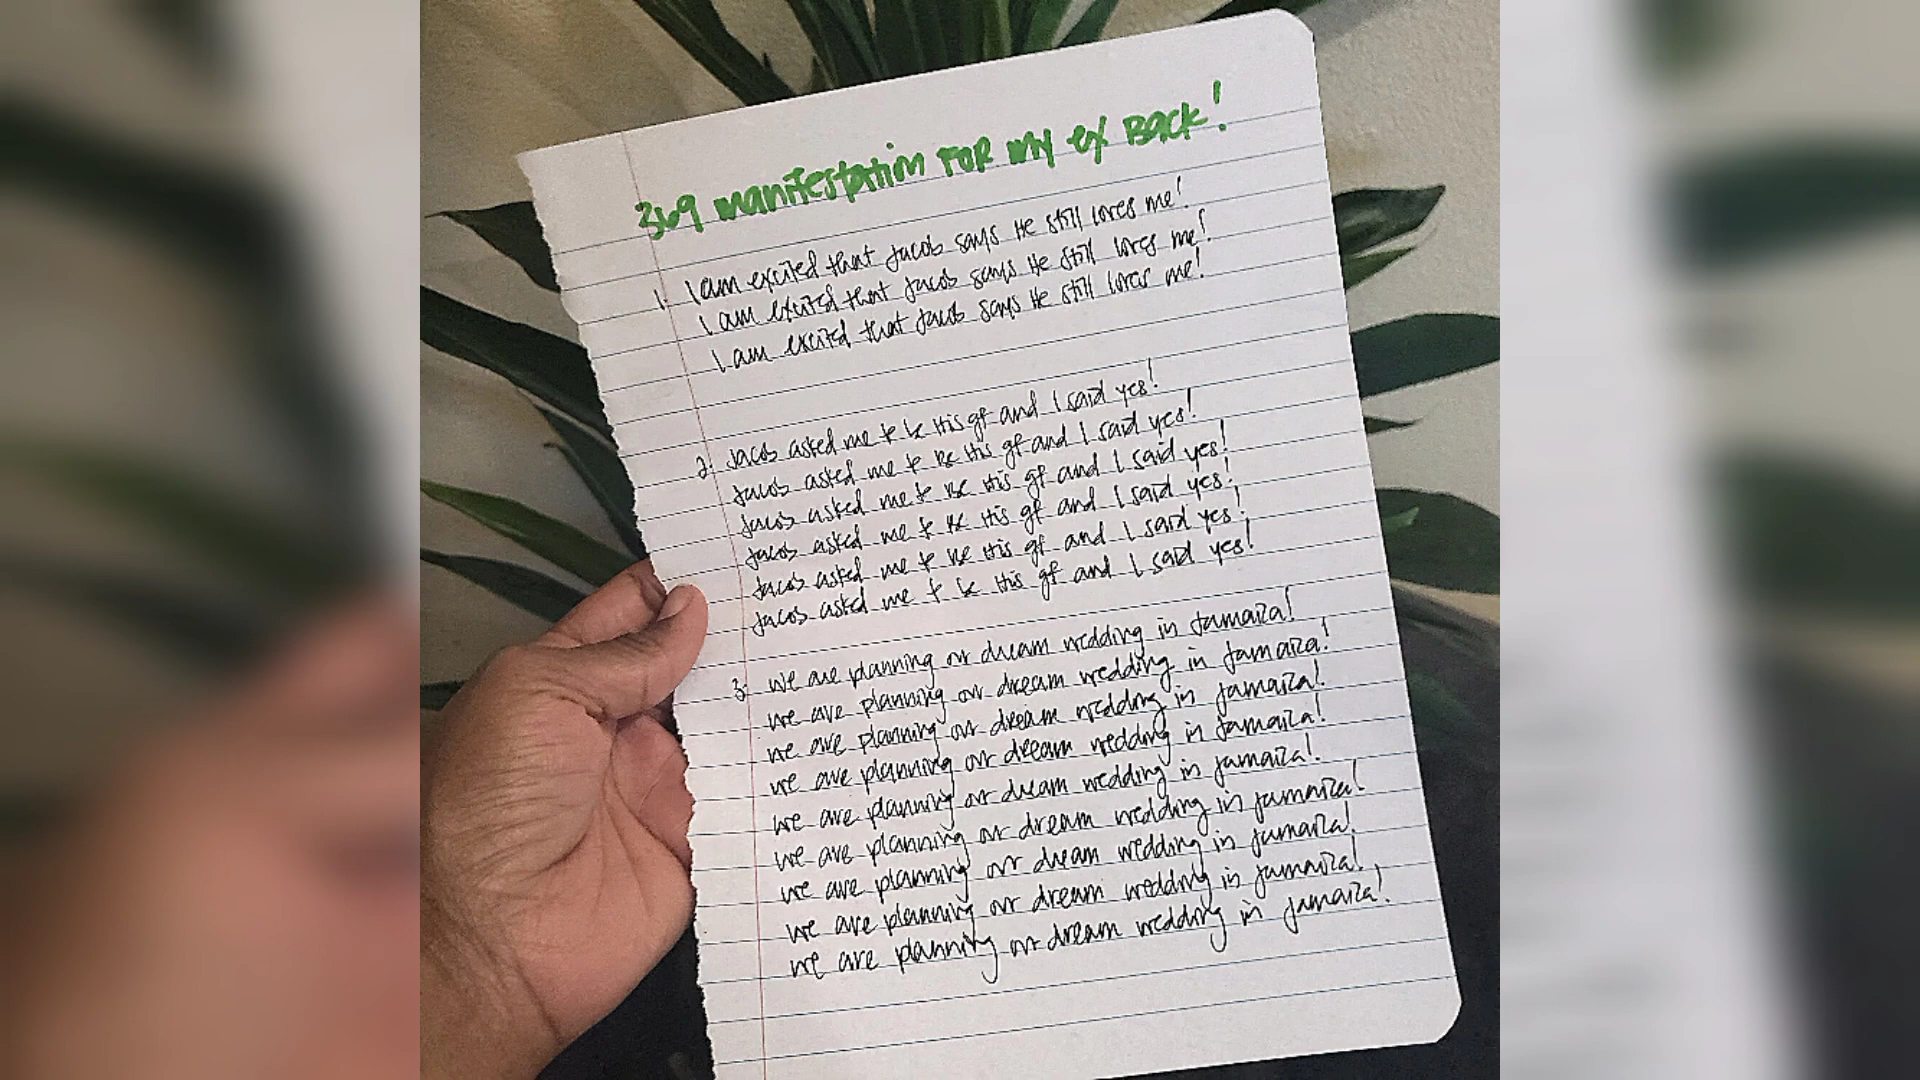 369 manifestation FOR MY ex Back!
1. I am excited that Jacob says He still loves me!
I am excited that Jacob says He still loves me!
I am excited that Jacob says He still loves me!
2. Jacob asked me to be His gf and I said yes!
Jacob asked me to be His gf and I said yes!
Jacob asked me to be His gf and I said yes!
Jacob asked me to be His gf and I said yes!
Jacob asked me to be His gf and I said yes!
Jacob asked me to be His gf and I said yes!
3. We are planning our dream wedding in Jamaica!
we are planning our dream wedding in Jamaica!
we are planning our dream wedding in Jamaica!
we are planning our dream wedding in Jamaica!
we are planning our dream wedding in Jamaica!
we are planning our dream wedding in Jamaica!
we are planning our dream wedding in Jamaica!
we are planning our dream wedding in Jamaica!
we are planning our dream wedding in Jamaica!